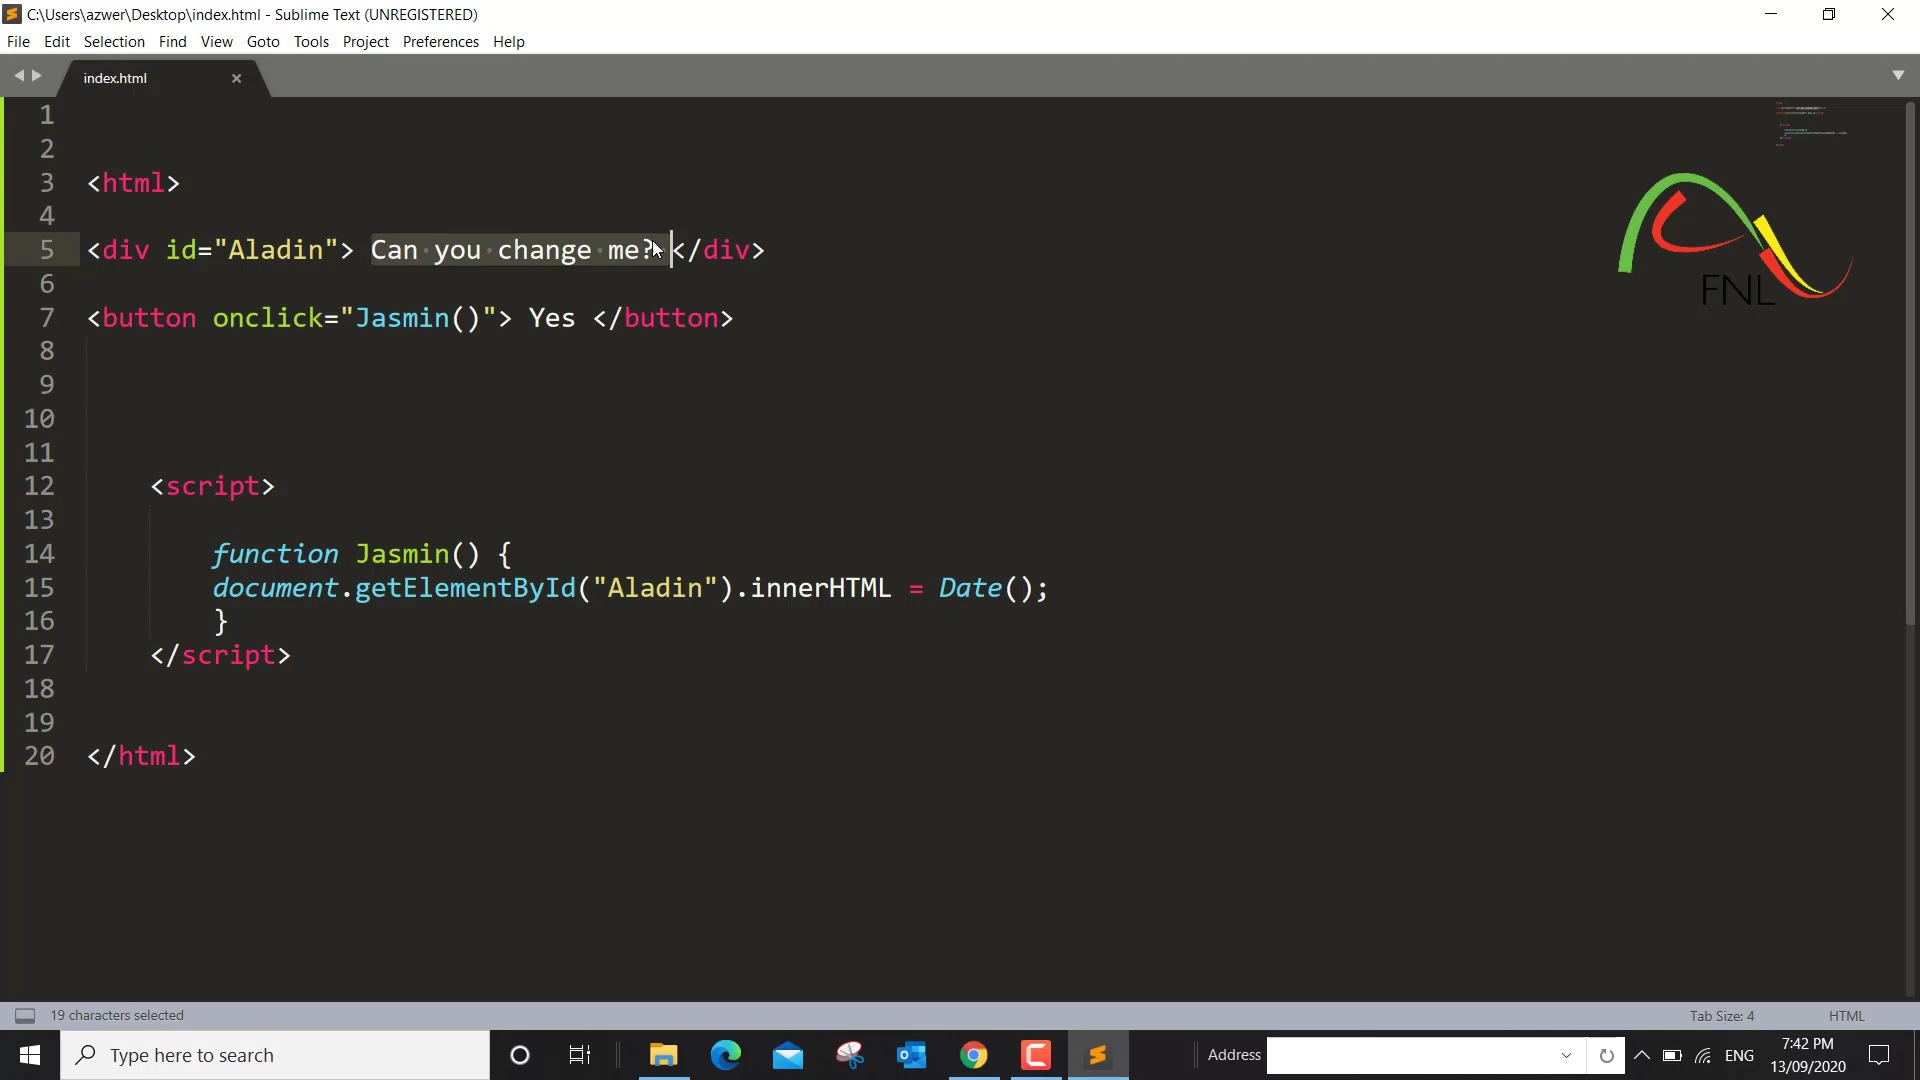 C:\Users\azwer\Desktop\index.html - Sublime Text (UNREGISTERED)
File Edit Selection Find View Goto Tools Project Preferences Help
index.html
1
2
3 <html>
4
5 <div id="Aladin"> Can you change me? </div>
6
7 <button onclick="Jasmin()"> Yes </button>
8
9
10
11
12 <script>
13
14 function Jasmin() {
15 document.getElementById("Aladin").innerHTML = Date();
16 }
17 </script>
18
19
20 </html>
FNL
19 characters selected
Tab Size: 4
HTML
Type here to search
Address
ENG
7:42 PM
13/09/2020